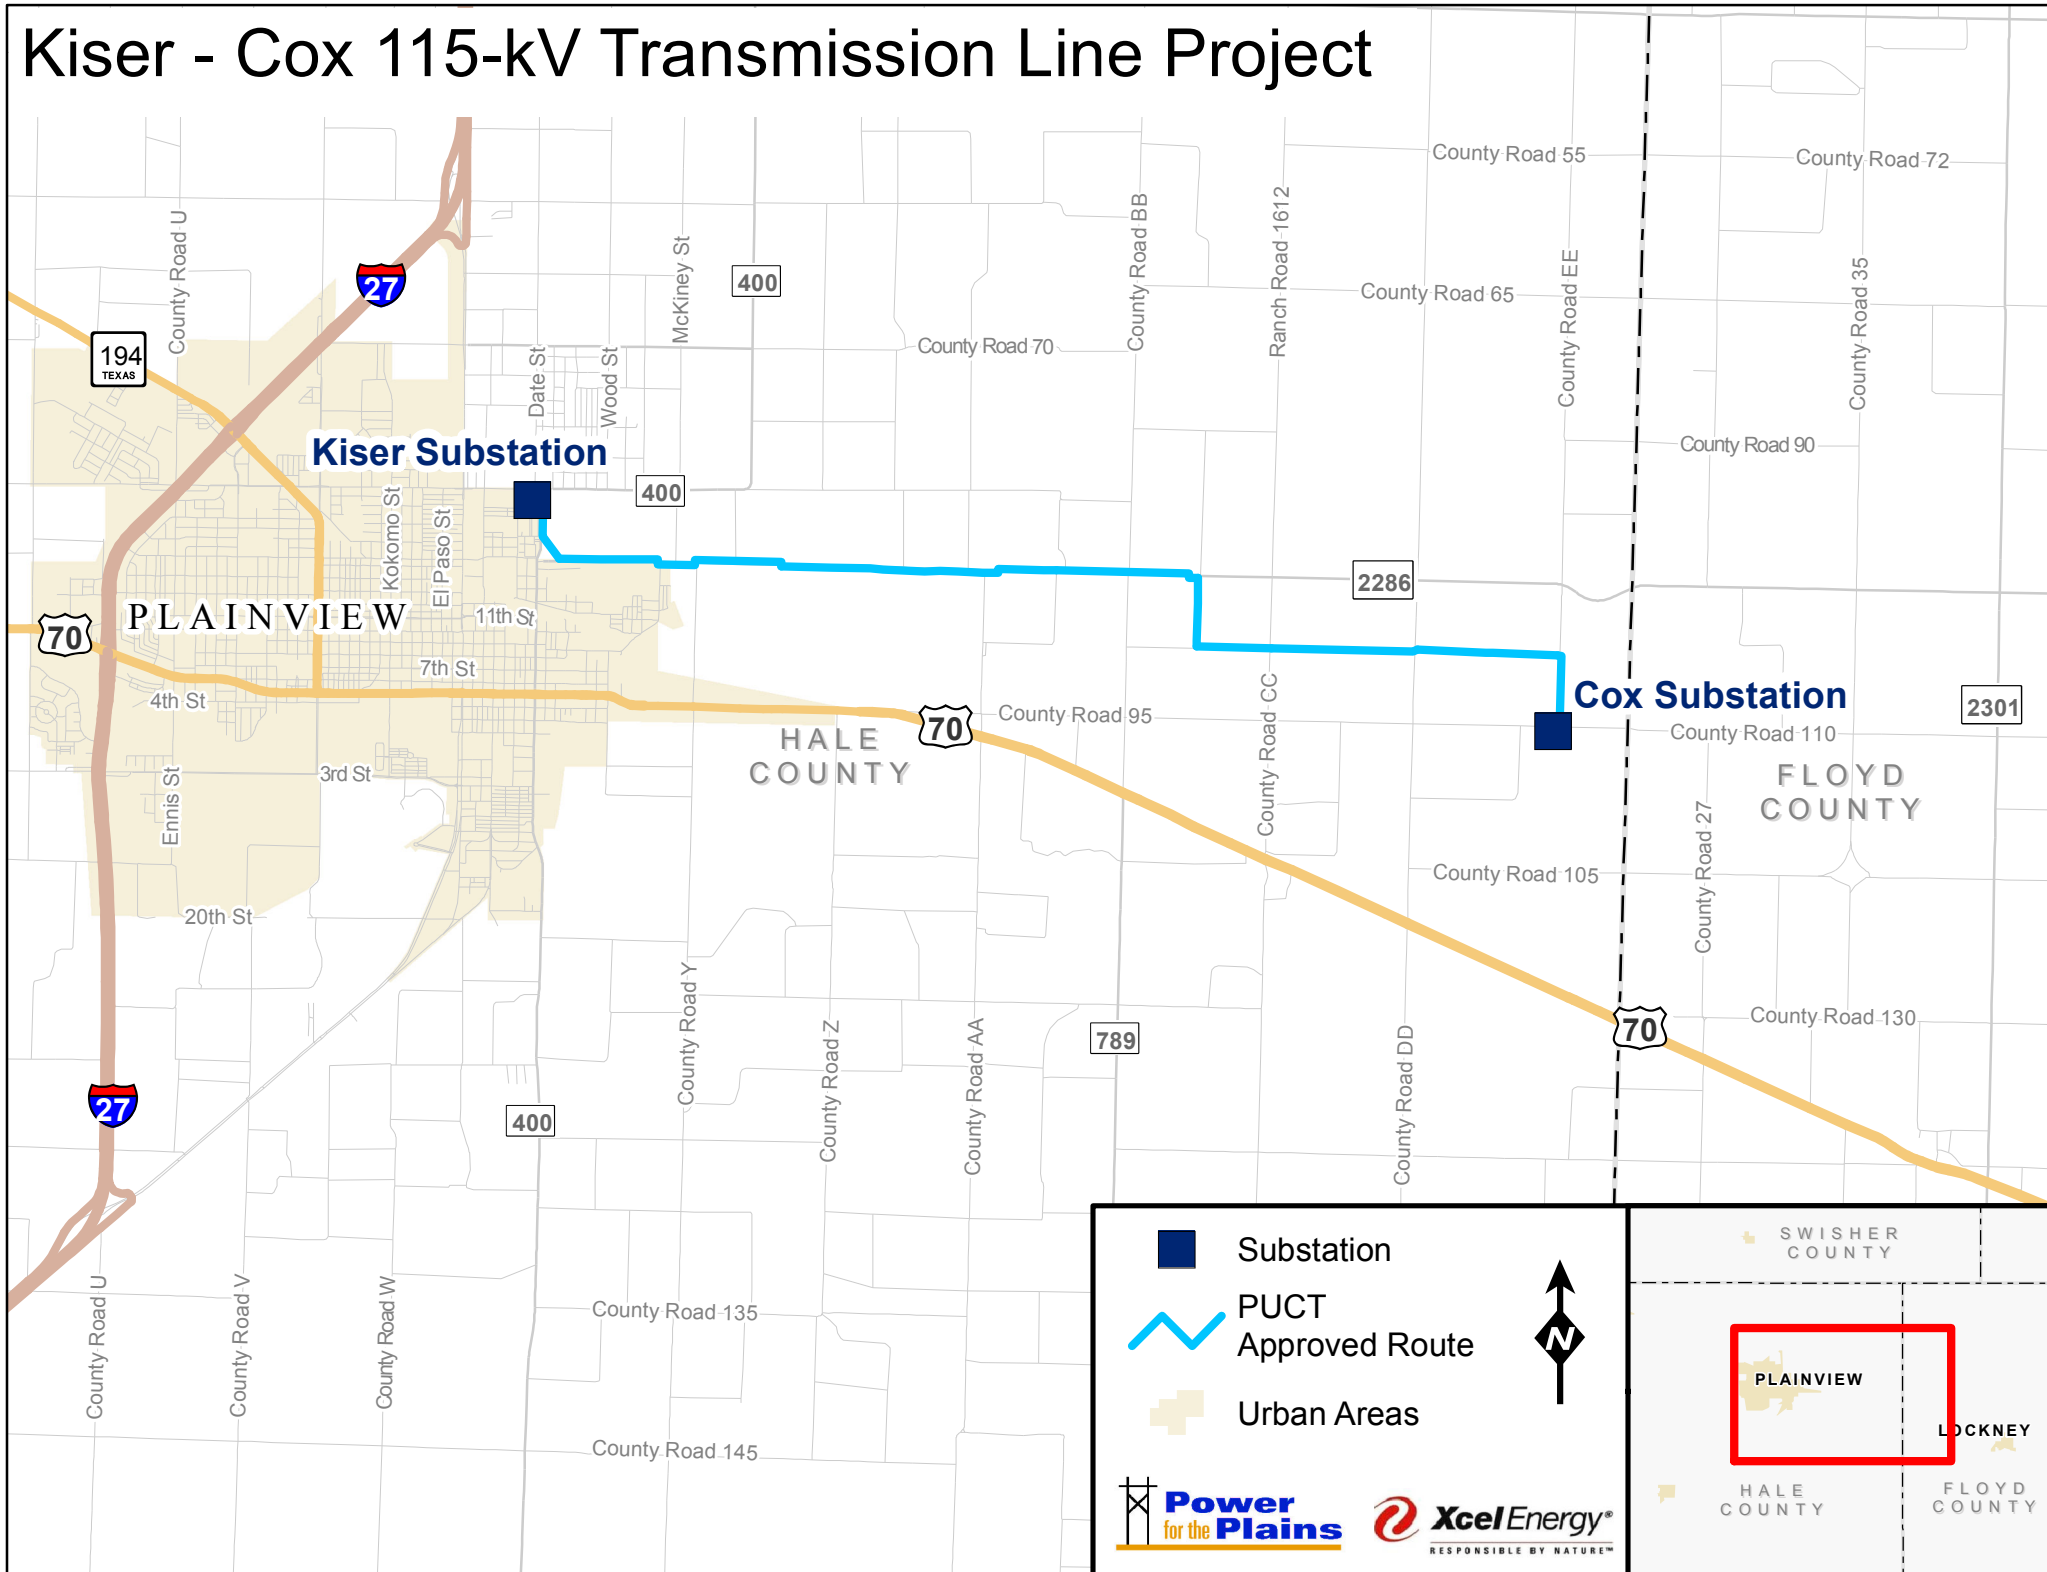 Kiser - Cox 115-kV Transmission Line Project
County Road 55
County Road 72
County Road U
County Road BB
Ranch Road 1612
McKiney St
27
400
County Road 65
County Road EE
County Road 35
194
TEXAS
Date St
Wood St
County Road 70
Kiser Substation
County Road 90
400
Kokomo St
El Paso St
2286
PLAINVIEW
11th St
70
7th St
4th St
Cox Substation
County Road 95
70
County Road CC
2301
County Road 110
HALE
COUNTY
3rd St
Ennis St
FLOYD
COUNTY
County Road 27
County Road 105
20th St
County Road Y
County Road Z
County Road AA
789
County Road DD
70
County Road 130
27
400
County Road U
County Road V
County Road W
County Road 135
County Road 145
Substation
PUCT
Approved Route
Urban Areas
N
Power
for the Plains
Xcel Energy®
RESPONSIBLE BY NATURE™
SWISHER
COUNTY
PLAINVIEW
LOCKNEY
HALE
COUNTY
FLOYD
COUNTY